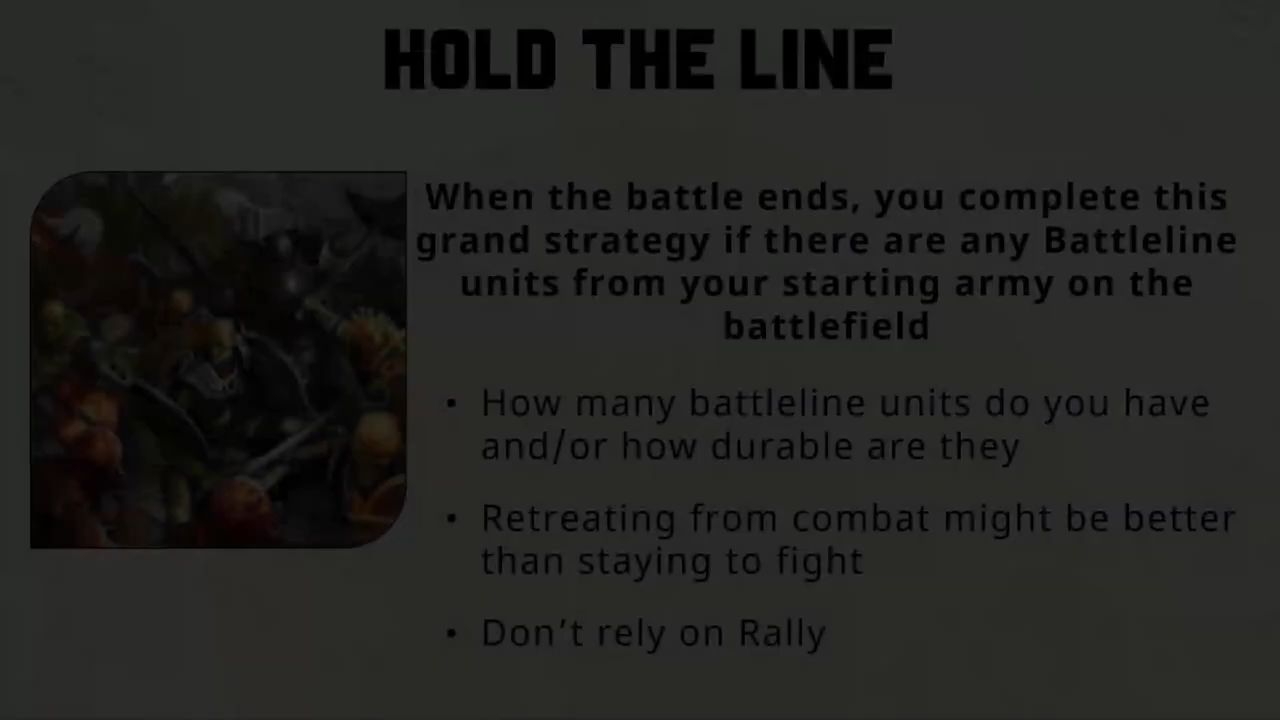 HOLD THE LINE
When the battle ends, you complete this
grand strategy if there are any Battleline
units from your starting army on the
battlefield
• How many battleline units do you have
and/or how durable are they
• Retreating from combat might be better
than staying to fight
• Don’t rely on Rally